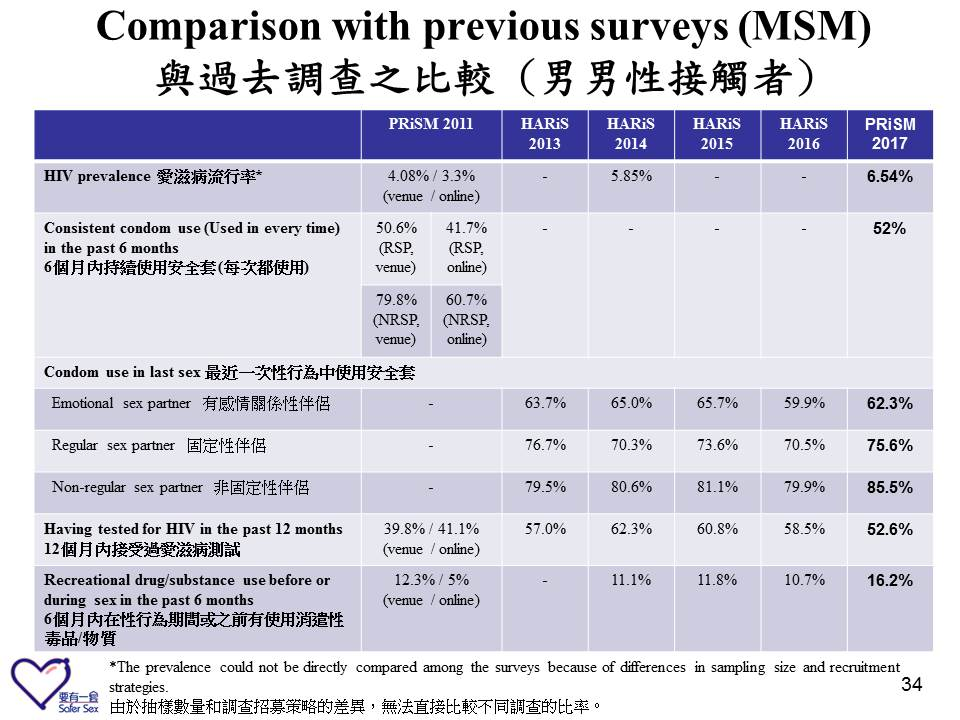 Comparison with previous surveys (MSM)
與過去調查之比較（男男性接觸者）
PRiSM 2011
HARiS
2013
HARiS
2014
HARiS
2015
HARiS
2016
PRiSM
2017
HIV prevalence 愛滋病流行率*
4.08% / 3.3%
(venue / online)
-
5.85%
-
-
6.54%
Consistent condom use (Used in every time)
in the past 6 months
6個月內持續使用安全套(每次都使用)
50.6%
(RSP,
venue)
41.7%
(RSP,
online)
-
-
-
-
52%
79.8%
(NRSP,
venue)
60.7%
(NRSP,
online)
Condom use in last sex 最近一次性行為中使用安全套
Emotional sex partner 有感情關係性伴侶
-
63.7%
65.0%
65.7%
59.9%
62.3%
Regular sex partner 固定性伴侶
-
76.7%
70.3%
73.6%
70.5%
75.6%
Non-regular sex partner 非固定性伴侶
-
79.5%
80.6%
81.1%
79.9%
85.5%
Having tested for HIV in the past 12 months
12個月內接受過愛滋病測試
39.8% / 41.1%
(venue / online)
57.0%
62.3%
60.8%
58.5%
52.6%
Recreational drug/substance use before or
during sex in the past 6 months
6個月內在性行為期間或之前有使用消遣性
毒品/物質
12.3% / 5%
(venue / online)
-
11.1%
11.8%
10.7%
16.2%
*The prevalence could not be directly compared among the surveys because of differences in sampling size and recruitment
strategies.
由於抽樣數量和調查招募策略的差異，無法直接比較不同調查的比率。
要有一套
Safer Sex
34